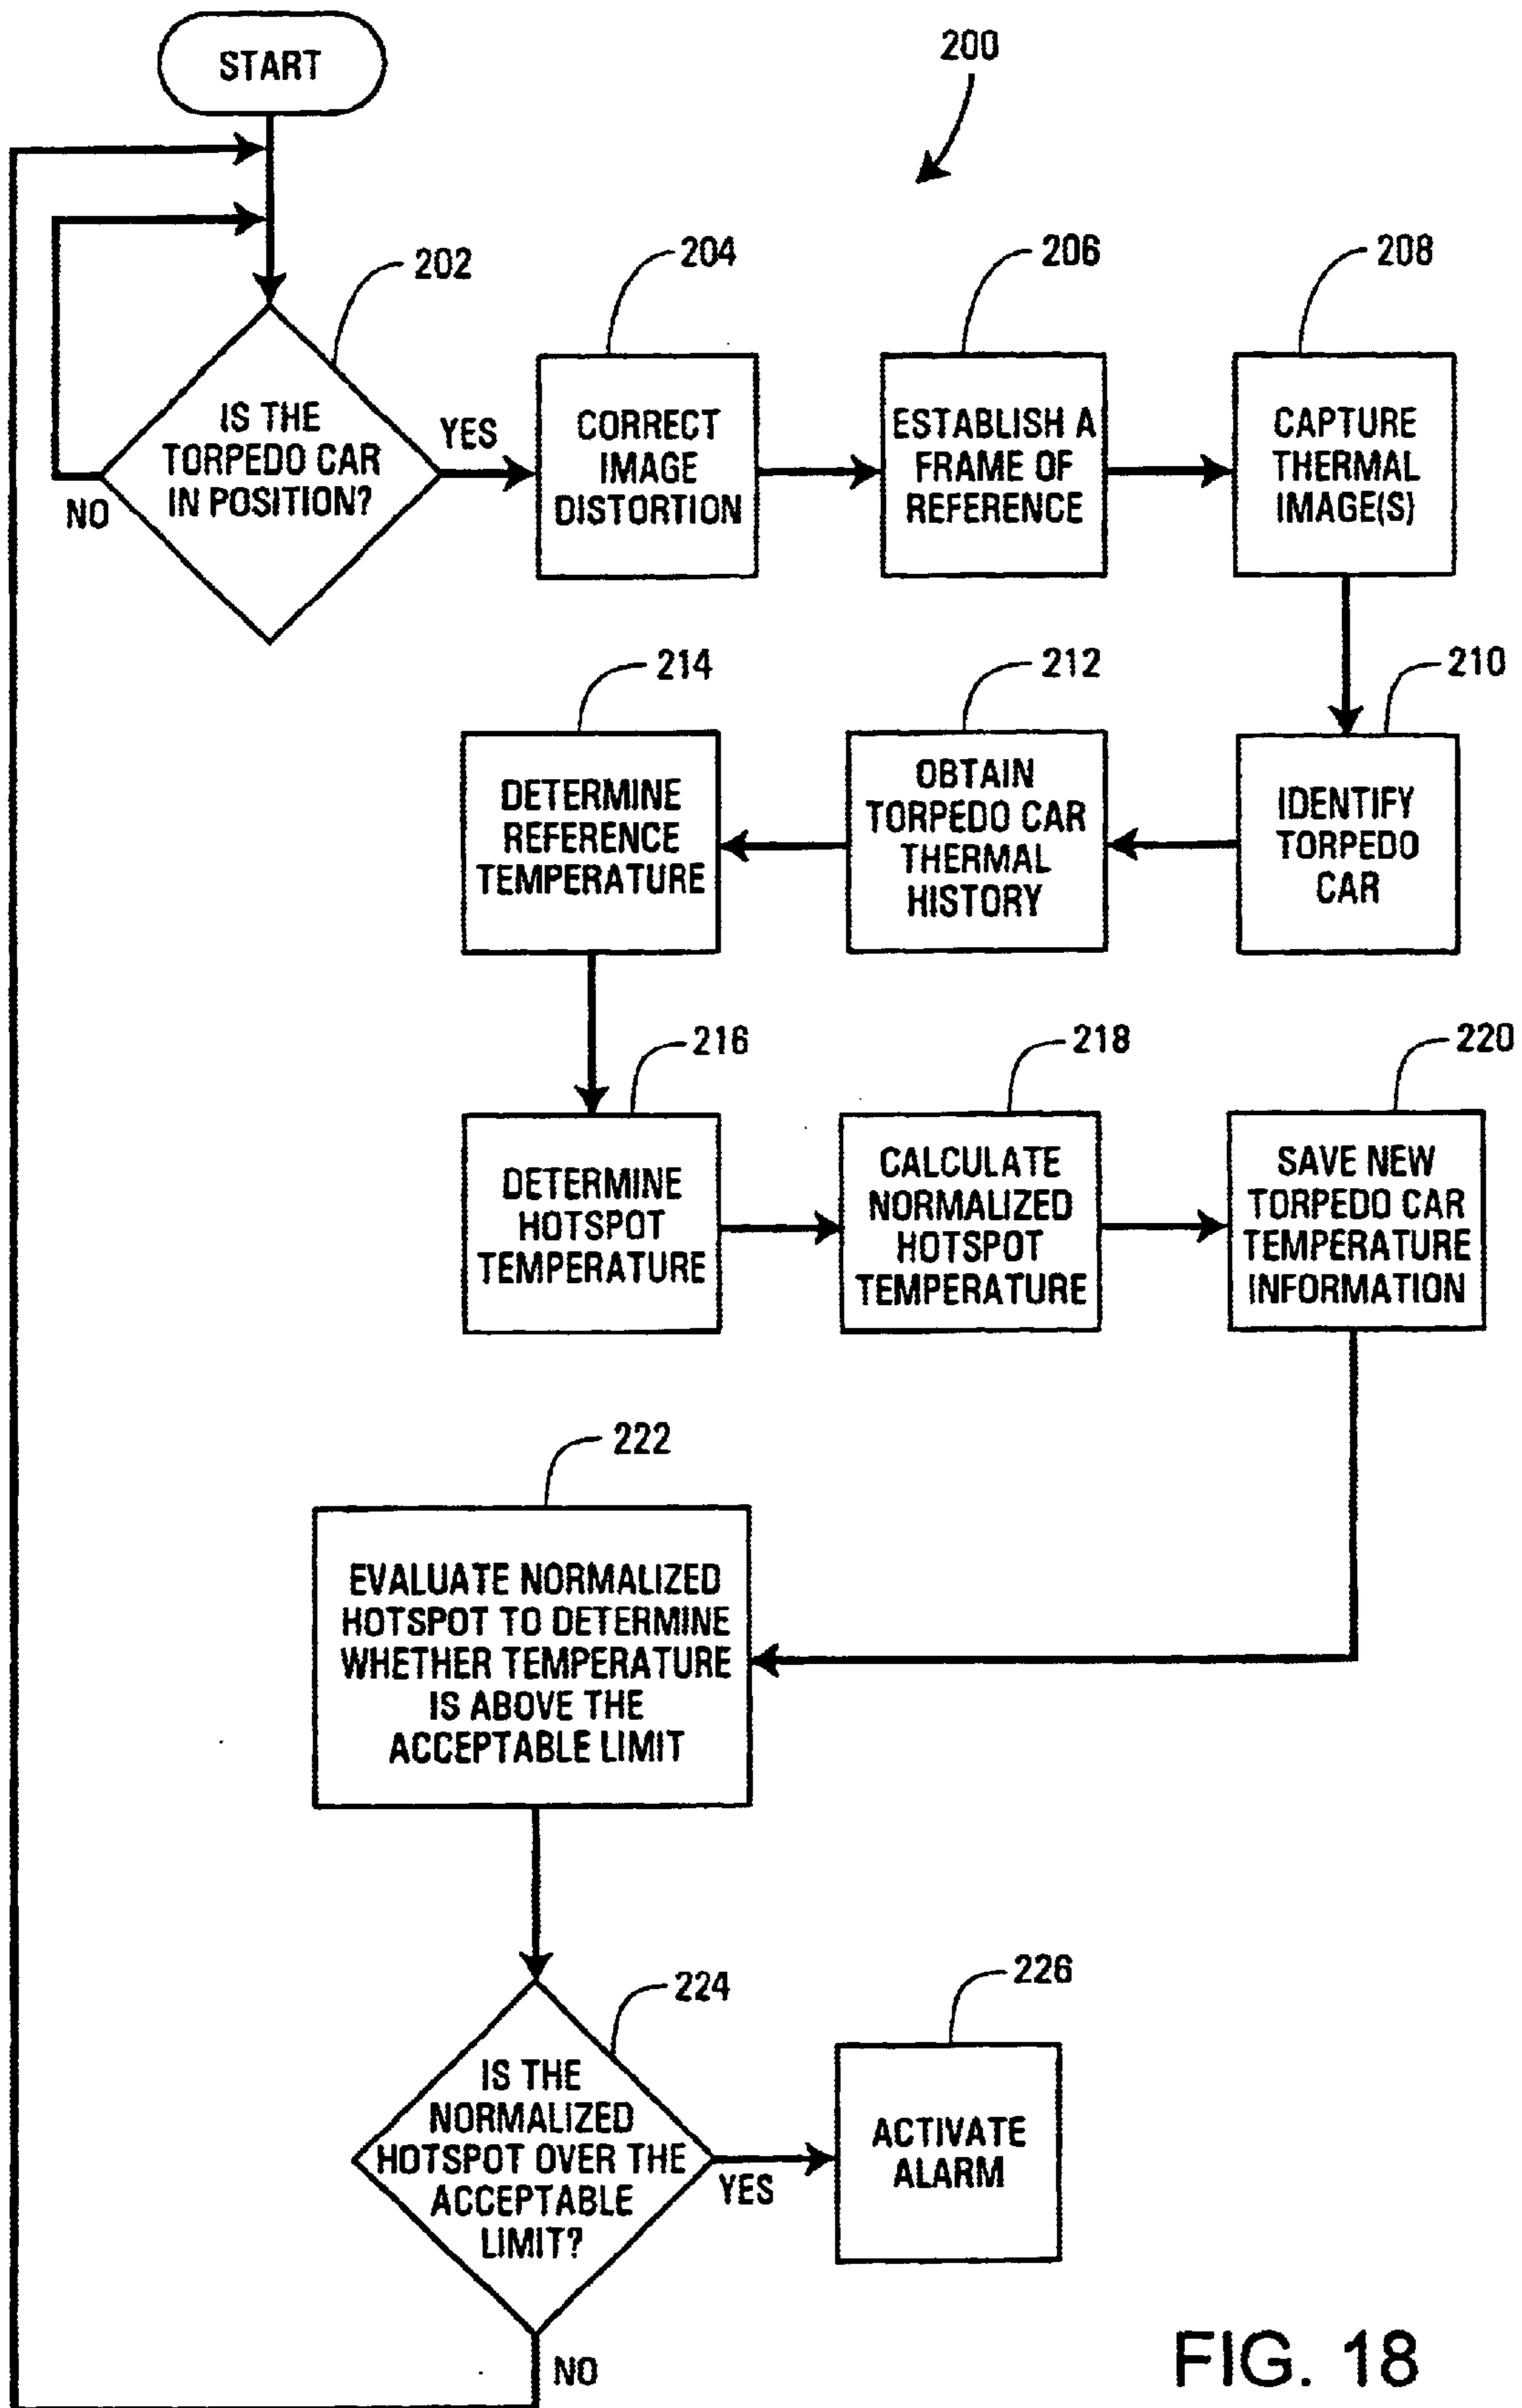 START
200
202
IS THE
TORPEDO CAR
IN POSITION?
NO
YES
204
CORRECT
IMAGE
DISTORTION
206
ESTABLISH A
FRAME OF
REFERENCE
208
CAPTURE
THERMAL
IMAGE(S)
210
IDENTIFY
TORPEDO
CAR
212
OBTAIN
TORPEDO CAR
THERMAL
HISTORY
214
DETERMINE
REFERENCE
TEMPERATURE
216
DETERMINE
HOTSPOT
TEMPERATURE
218
CALCULATE
NORMALIZED
HOTSPOT
TEMPERATURE
220
SAVE NEW
TORPEDO CAR
TEMPERATURE
INFORMATION
222
EVALUATE NORMALIZED
HOTSPOT TO DETERMINE
WHETHER TEMPERATURE
IS ABOVE THE
ACCEPTABLE LIMIT
224
IS THE
NORMALIZED
HOTSPOT OVER THE
ACCEPTABLE
LIMIT?
YES
226
ACTIVATE
ALARM
NO
FIG. 18